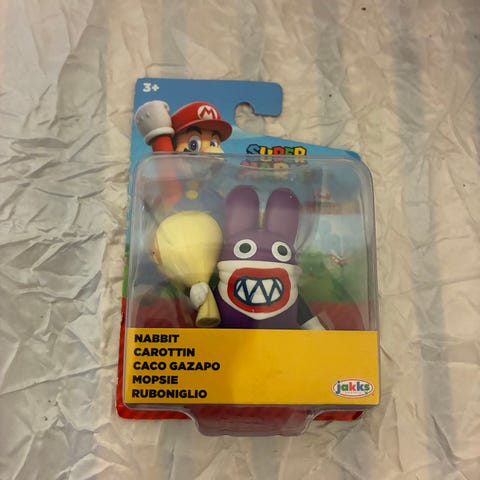 3+
M
SUPER
NABBIT
CAROTTIN
CACO GAZAPO
MOPSIE
RUBONIGLIO
jakks